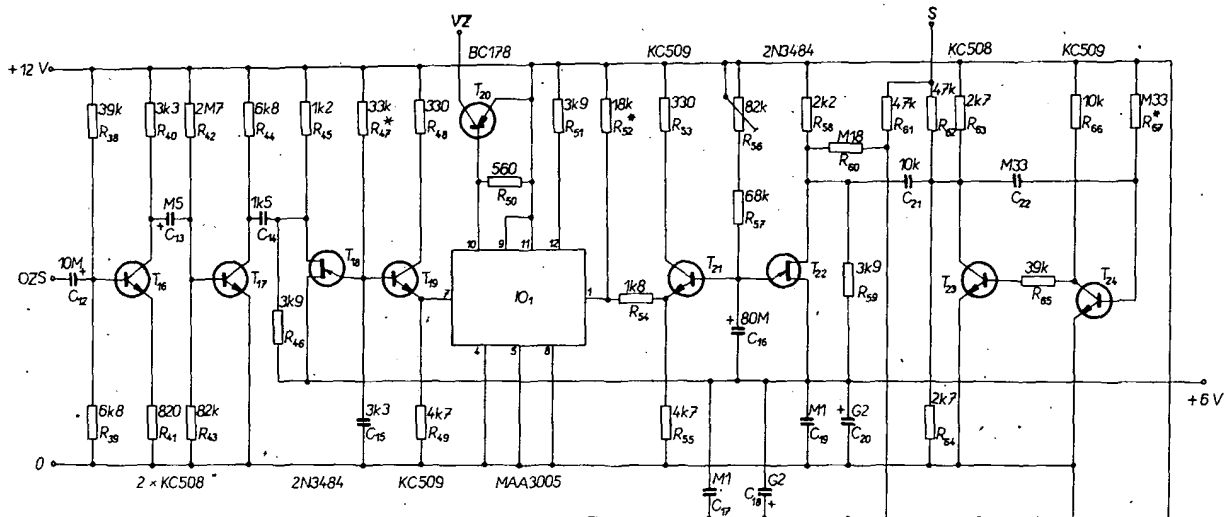 VZ S
BC178 KC509 2N3484 KC508 KC509
+12 V
39k R38
3k3 R40
2M7 R42
6k8 R44
1k2 R45
33k R47*
330 R48
T20
3k9 R51
18k R52*
330 R53
82k R56
2k2 R58
47k R61
47k R62
2k7 R63
10k R66
M33 R67*
M18 R60
560 R50
68k R57
10k C21
M33 C22
M5 + C13
1k5 C14
10 9 11 12
OZS
10M + C12
T16
T17
T18
T19
7 IO1 1
1k8 R54
T21
T22
3k9 R59
T23
39k R65
T24
3k9 R46
80M + C16
4 5 8
+6 V
6k8 R39
820 R41
82k R43
3k3 C15
4k7 R49
4k7 R55
M1 C19
G2 + C20
2k7 R64
0
2 × KC508 2N3484 KC509 MAA3005
M1 C17
G2 C18 +